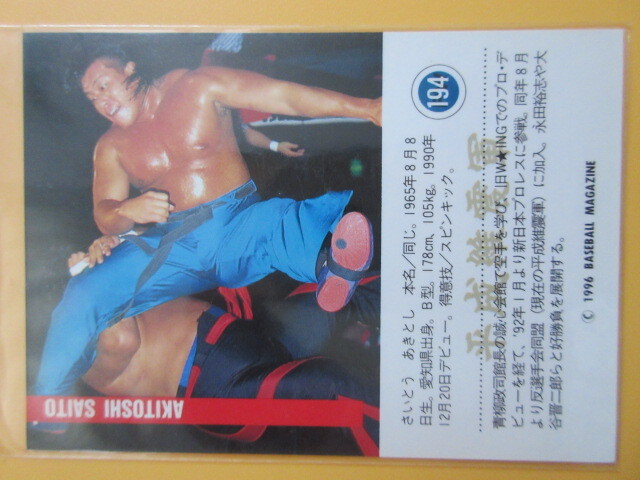 AKITOSHI SAITO
194
さいとう　あきとし　本名/同じ。1965年8月8
日生。愛知県出身。B型。178cm、105kg。1990年
12月20日デビュー。得意技/スピンキック。
青柳政司館長の誠心会館で空手を学び、旧W★INGでのプロ・デ
ビューを経て、'92年1月より新日本プロレスに参戦。同年8月
より反選手会同盟（現在の平成維震軍）に加入。永田裕志や大
谷晋二郎らと好勝負を展開する。
平成維震軍
© 1996 BASEBALL MAGAZINE